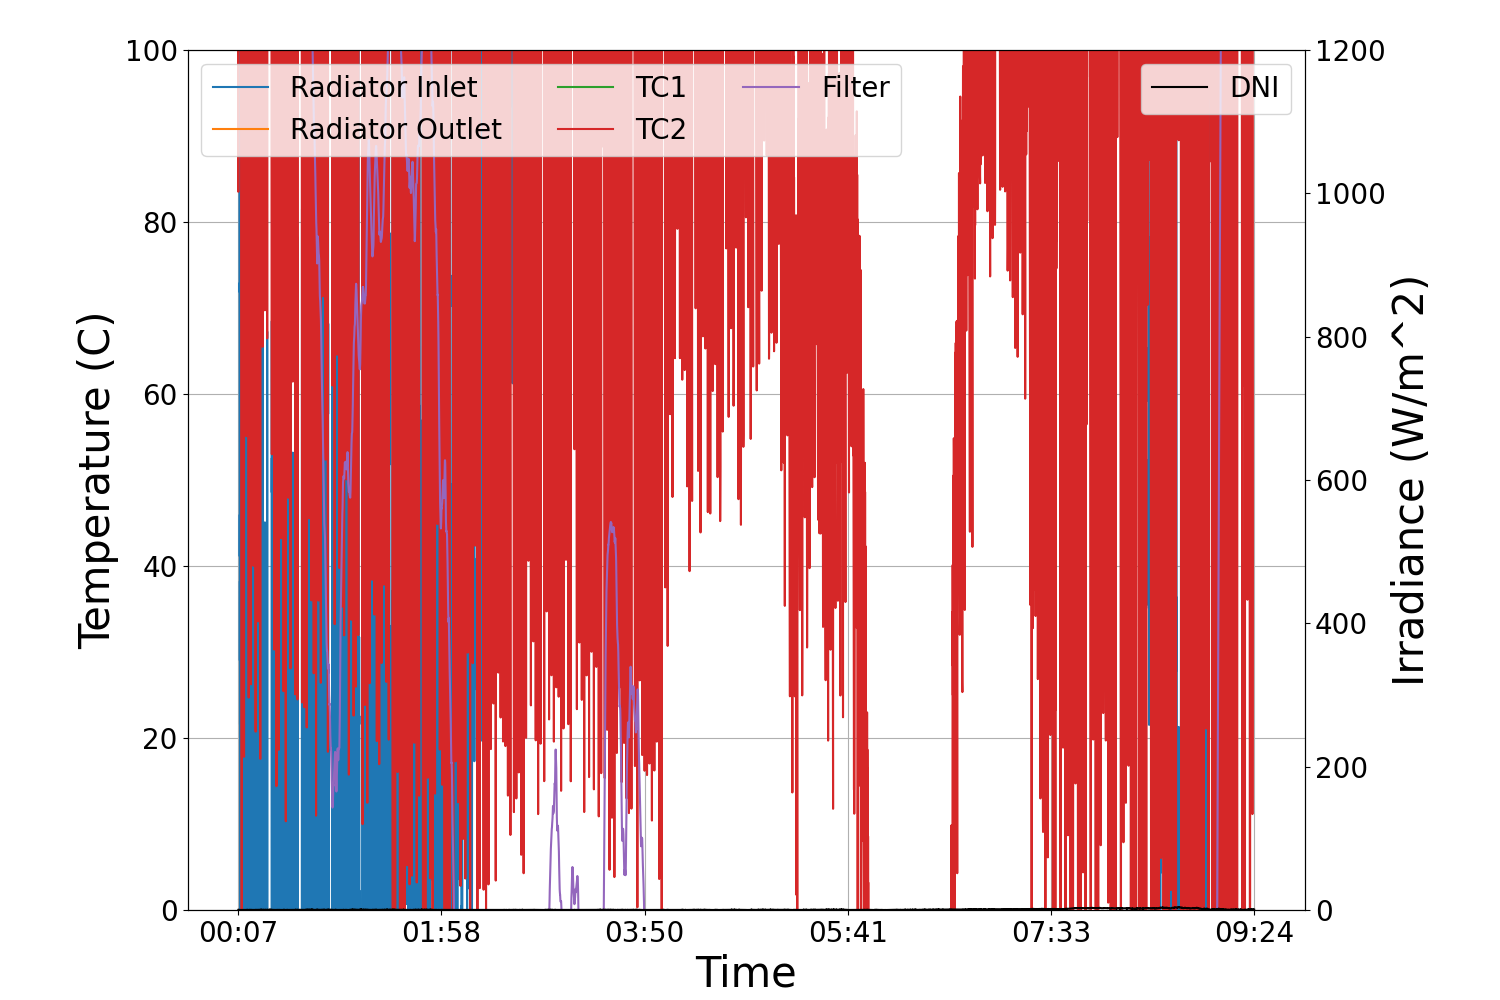 100
80
60
40
20
0
Temperature (C)
Radiator Inlet
Radiator Outlet
TC1
TC2
Filter
DNI
1200
1000
800
600
400
200
0
Irradiance (W/m^2)
00:07
01:58
03:50
05:41
07:33
09:24
Time